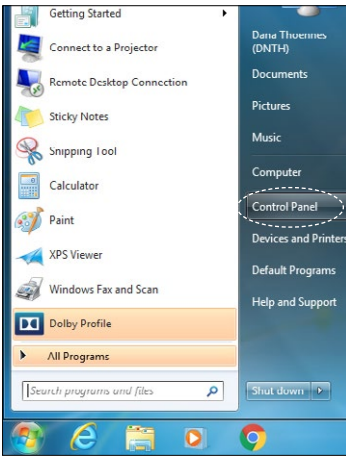 Getting Started
Connect to a Projector
Remote Desktop Connection
Sticky Notes
Snipping Tool
Calculator
Paint
XPS Viewer
Windows Fax and Scan
Dolby Profile
All Programs
Search programs and files
Dana Thoennes
(DNTH)
Documents
Pictures
Music
Computer
Control Panel
Devices and Printers
Default Programs
Help and Support
Shut down